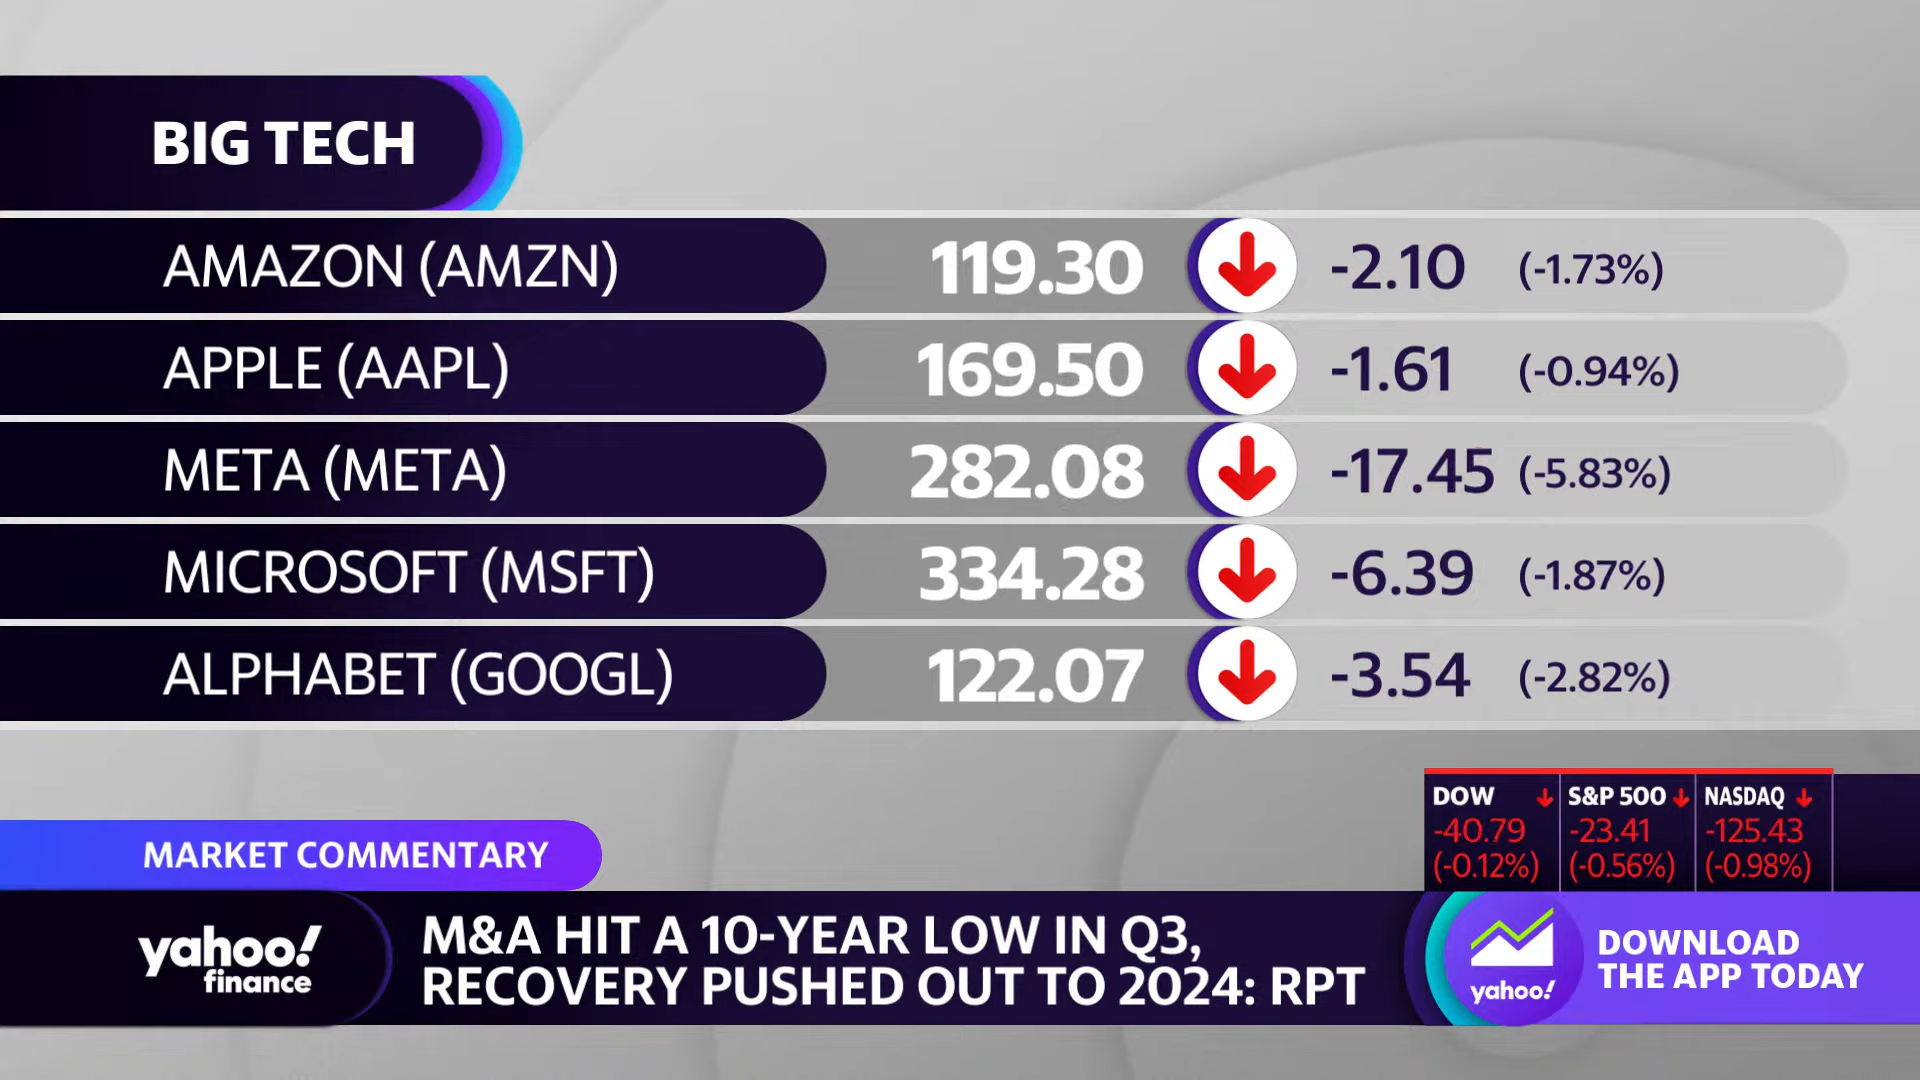 BIG TECH
AMAZON (AMZN) 119.30 -2.10 (-1.73%)
APPLE (AAPL) 169.50 -1.61 (-0.94%)
META (META) 282.08 -17.45 (-5.83%)
MICROSOFT (MSFT) 334.28 -6.39 (-1.87%)
ALPHABET (GOOGL) 122.07 -3.54 (-2.82%)
DOW S&P 500 NASDAQ
-40.79 -23.41 -125.43
(-0.12%) (-0.56%) (-0.98%)
MARKET COMMENTARY
yahoo!
finance
M&A HIT A 10-YEAR LOW IN Q3,
RECOVERY PUSHED OUT TO 2024: RPT
yahoo!
DOWNLOAD
THE APP TODAY